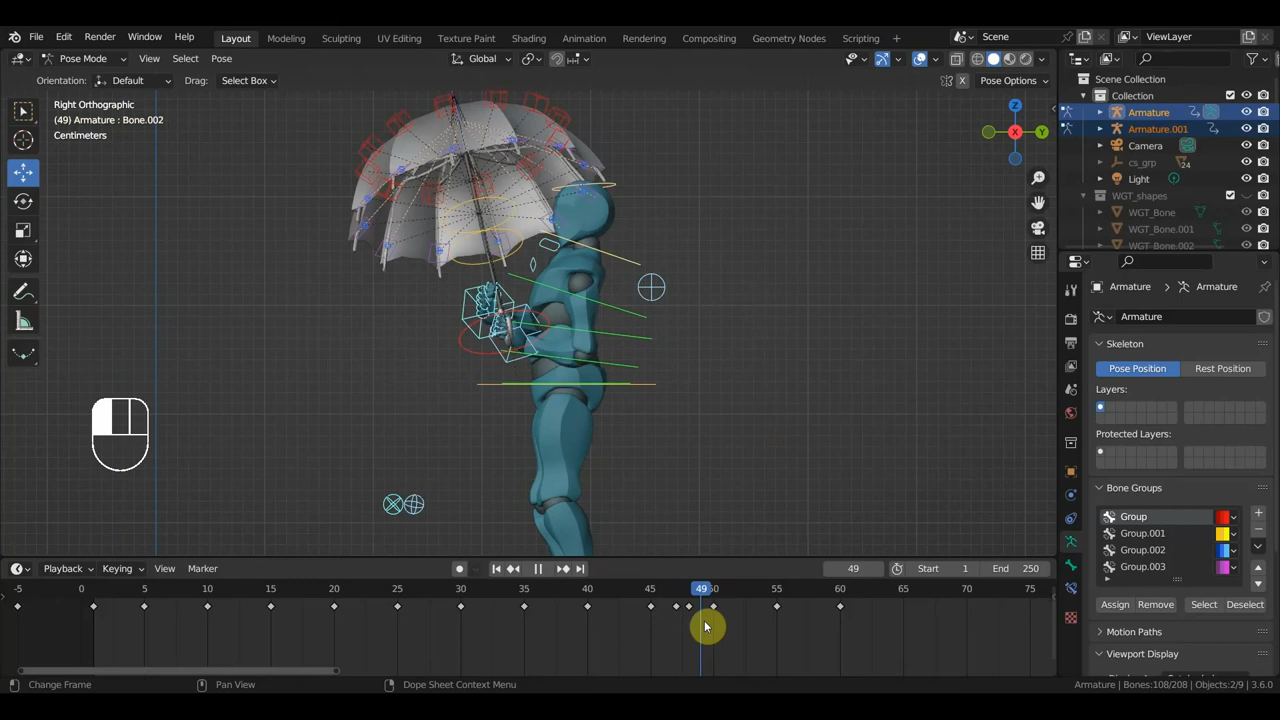 File Edit Render Window Help Layout Modeling Sculpting UV Editing Texture Paint Shading Animation Rendering Compositing Geometry Nodes Scripting + Scene ViewLayer
Pose Mode View Select Pose Global
Orientation: Default Drag: Select Box X Pose Options
Scene Collection
Collection
Right Orthographic
(49) Armature : Bone.002
Centimeters
Armature
Armature.001
Camera
cs_grp 24
Light
WGT_shapes
WGT_Bone
WGT_Bone.001
WGT_Bone.002
Z
Y
X
Armature Armature
Armature
Skeleton
Pose Position Rest Position
Layers:
Protected Layers:
Bone Groups
Group
Group.001
Group.002
Group.003
Assign Remove Select Deselect
Motion Paths
Viewport Display
Playback Keying View Marker 49 Start 1 End 250
-5 0 5 10 15 20 25 30 35 40 45 49 50 55 60 65 70 75
Change Frame Pan View Dope Sheet Context Menu Armature | Bones:108/208 | Objects:2/9 | 3.6.0